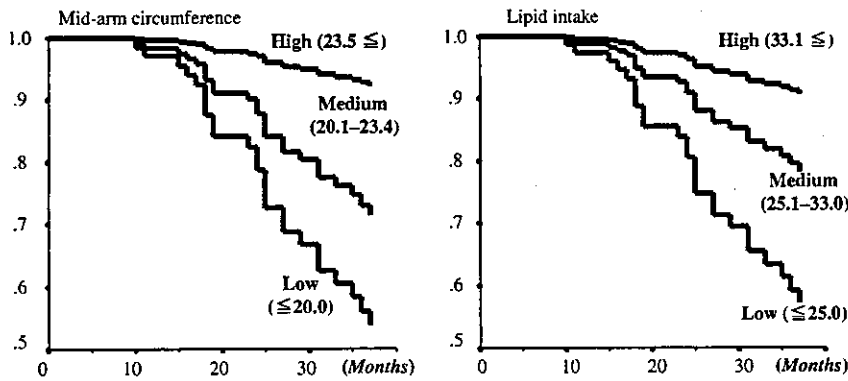 Mid-arm circumference
1.0
.9
.8
.7
.6
.5
High (23.5 ≦)
Medium
(20.1–23.4)
Low
(≦20.0)
0
10
20
30
(Months)
Lipid intake
1.0
.9
.8
.7
.6
.5
High (33.1 ≦)
Medium
(25.1–33.0)
Low (≦25.0)
0
10
20
30
(Months)